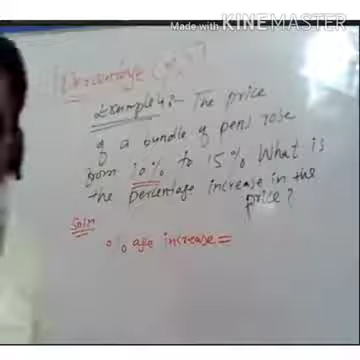 Made with KINEMASTER
Percentage (%)
Example 4:- The price
of a bundle of pens rose
from 10% to 15%. What is
the percentage increase in the
price?
Soln
% age increase =